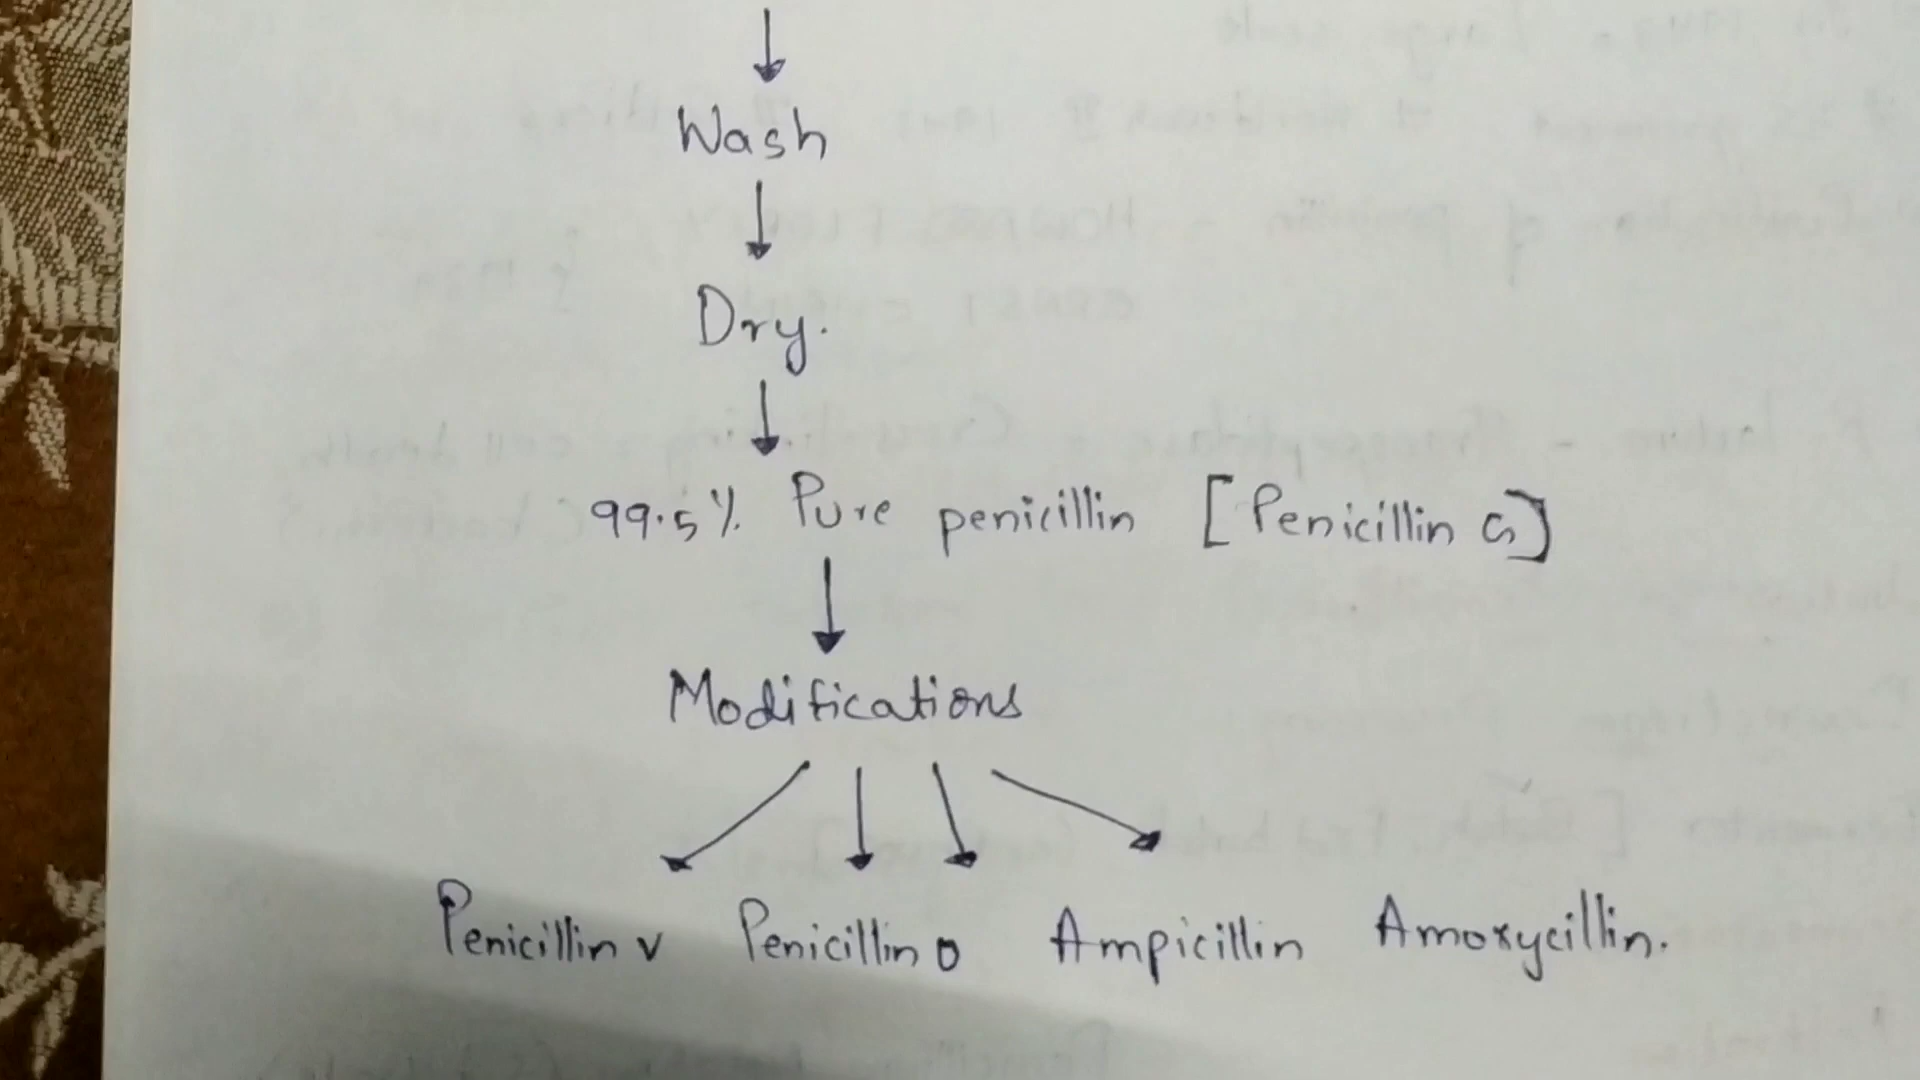 Wash
Dry.
99.5% Pure penicillin [Penicillin G]
Modifications
Penicillin V Penicillin O Ampicillin Amoxycillin.